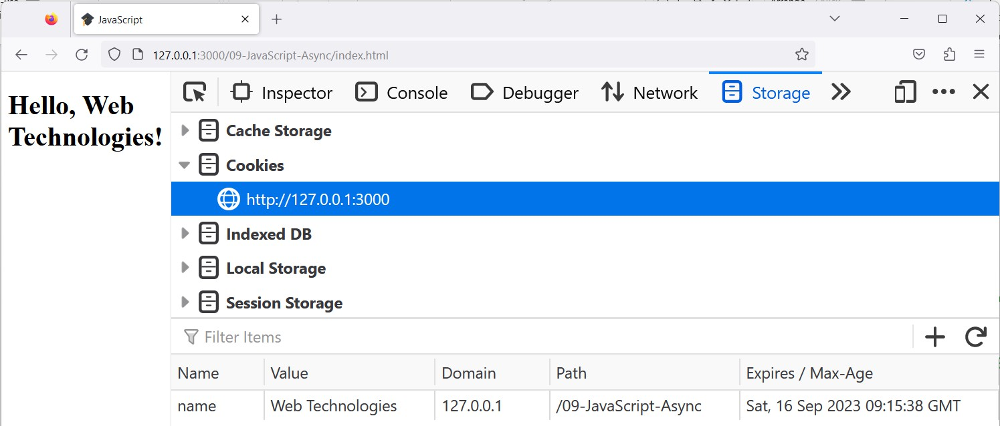 JavaScript
127.0.0.1:3000/09-JavaScript-Async/index.html
Hello, Web
Technologies!
Inspector Console Debugger Network Storage
Cache Storage
Cookies
http://127.0.0.1:3000
Indexed DB
Local Storage
Session Storage
Filter Items
Name Value Domain Path Expires / Max-Age
name Web Technologies 127.0.0.1 /09-JavaScript-Async Sat, 16 Sep 2023 09:15:38 GMT